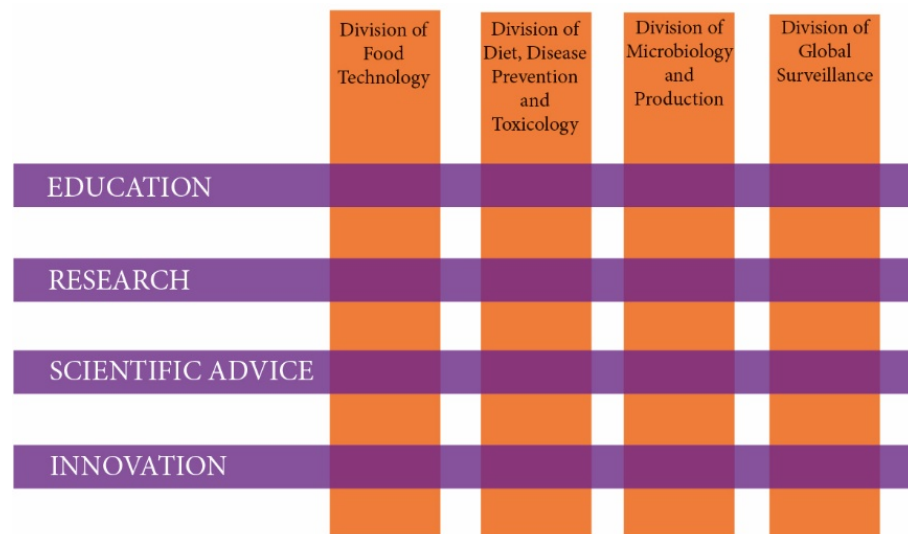 Division of
Food
Technology
Division of
Diet, Disease
Prevention
and
Toxicology
Division of
Microbiology
and
Production
Division of
Global
Surveillance
EDUCATION
RESEARCH
SCIENTIFIC ADVICE
INNOVATION